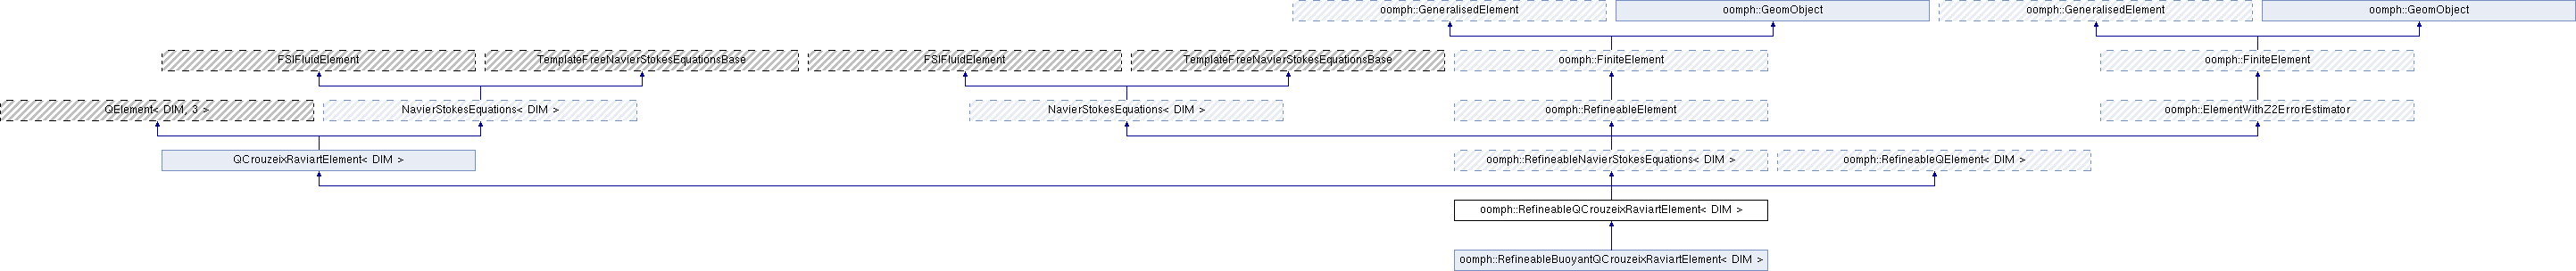 oomph::GeneralisedElement
oomph::GeomObject
oomph::GeneralisedElement
oomph::GeomObject
FSIFluidElement
TemplateFreeNavierStokesEquationsBase
FSIFluidElement
TemplateFreeNavierStokesEquationsBase
oomph::FiniteElement
oomph::FiniteElement
QElement< DIM, 3 >
NavierStokesEquations< DIM >
NavierStokesEquations< DIM >
oomph::RefineableElement
oomph::ElementWithZ2ErrorEstimator
QCrouzeixRaviartElement< DIM >
oomph::RefineableNavierStokesEquations< DIM >
oomph::RefineableQElement< DIM >
oomph::RefineableQCrouzeixRaviartElement< DIM >
oomph::RefineableBuoyantQCrouzeixRaviartElement< DIM >